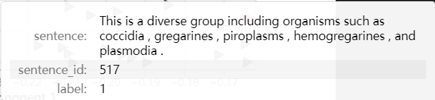 This is a diverse group including organisms such as
sentence: coccidia , gregarines , piroplasms , hemogregarines , and
plasmodia .
sentence_id: 517
label: 1